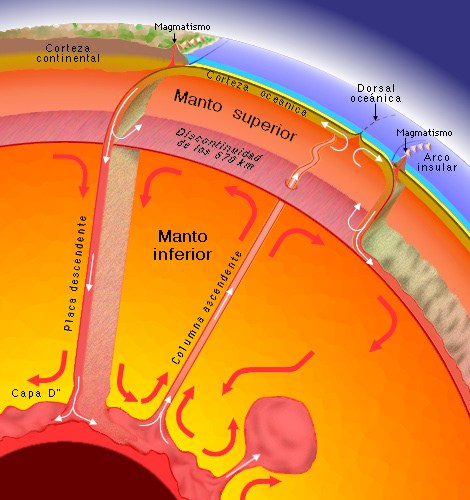 Magmatismo
Corteza
continental
Corteza oceánica
Dorsal
oceánica
Manto superior
Magmatismo
Arco
insular
Discontinuidad
de los 670 km
Manto
inferior
Placa descendente
Columna ascendente
Capa D"